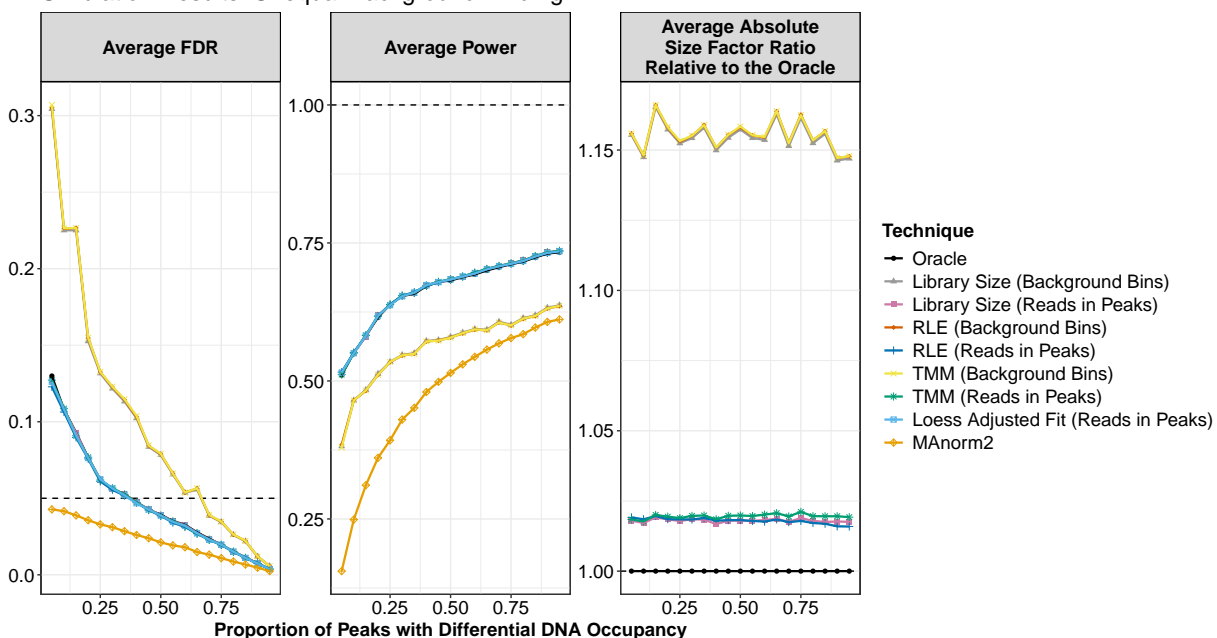 Average FDR
Average Power
Average Absolute
Size Factor Ratio
Relative to the Oracle
0.3
0.2
0.1
0.0
1.00
0.75
0.50
0.25
1.15
1.10
1.05
1.00
0.25 0.50 0.75
0.25 0.50 0.75
0.25 0.50 0.75
Proportion of Peaks with Differential DNA Occupancy
Technique
Oracle
Library Size (Background Bins)
Library Size (Reads in Peaks)
RLE (Background Bins)
RLE (Reads in Peaks)
TMM (Background Bins)
TMM (Reads in Peaks)
Loess Adjusted Fit (Reads in Peaks)
MAnorm2